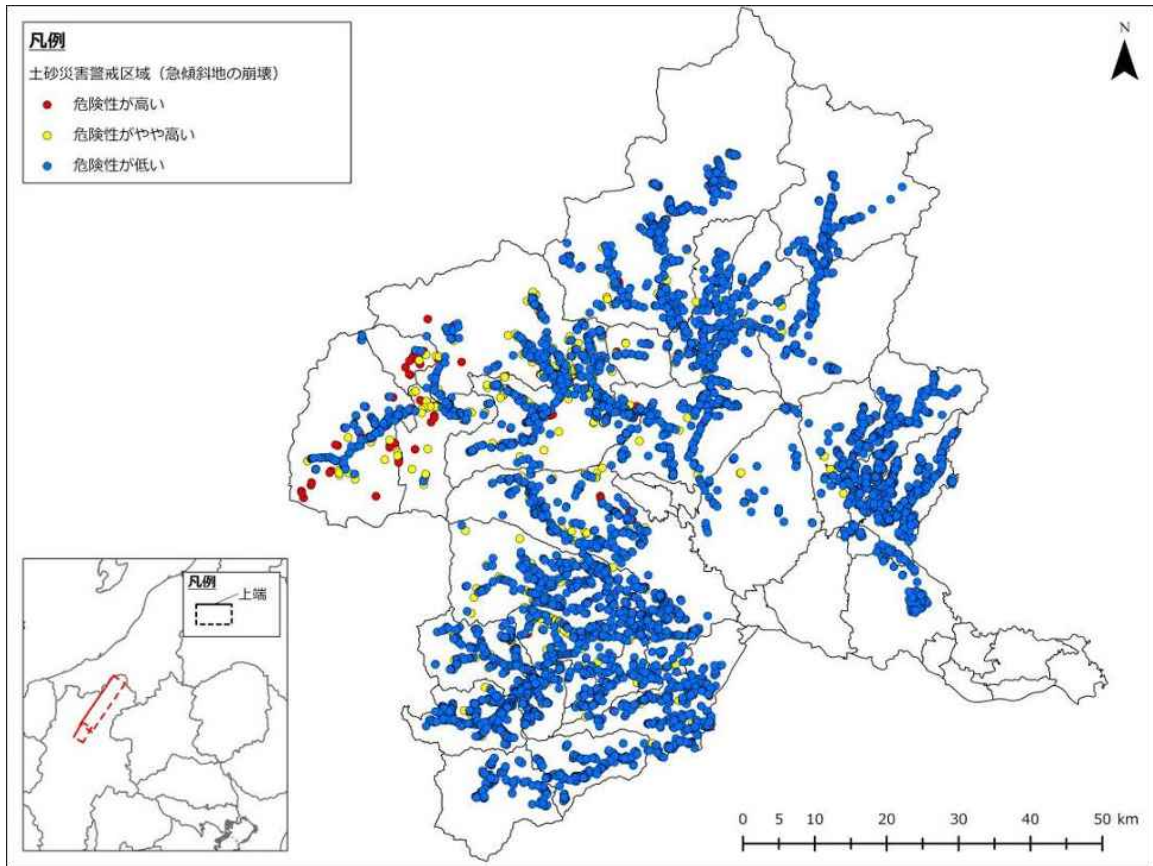 凡例
土砂災害警戒区域（急傾斜地の崩壊）
危険性が高い
危険性がやや高い
危険性が低い
N
凡例
上端
0 5 10 20 30 40 50 km